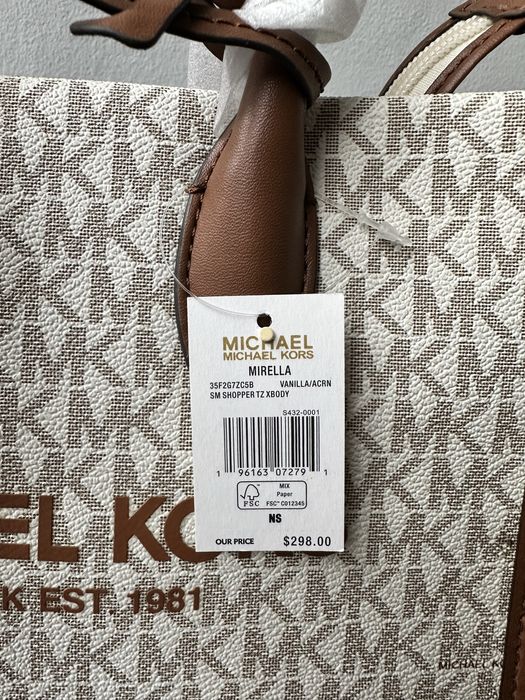 MICHAEL
MICHAEL KORS
MIRELLA
35F2G7ZC5B VANILLA/ACRN
SM SHOPPER TZ XBODY
S432-0001
1 96163 07279 1
FSC
MIX
Paper
FSC™ C012345
NS
OUR PRICE $298.00
EL KO
K EST. 1981
MICHAEL KO